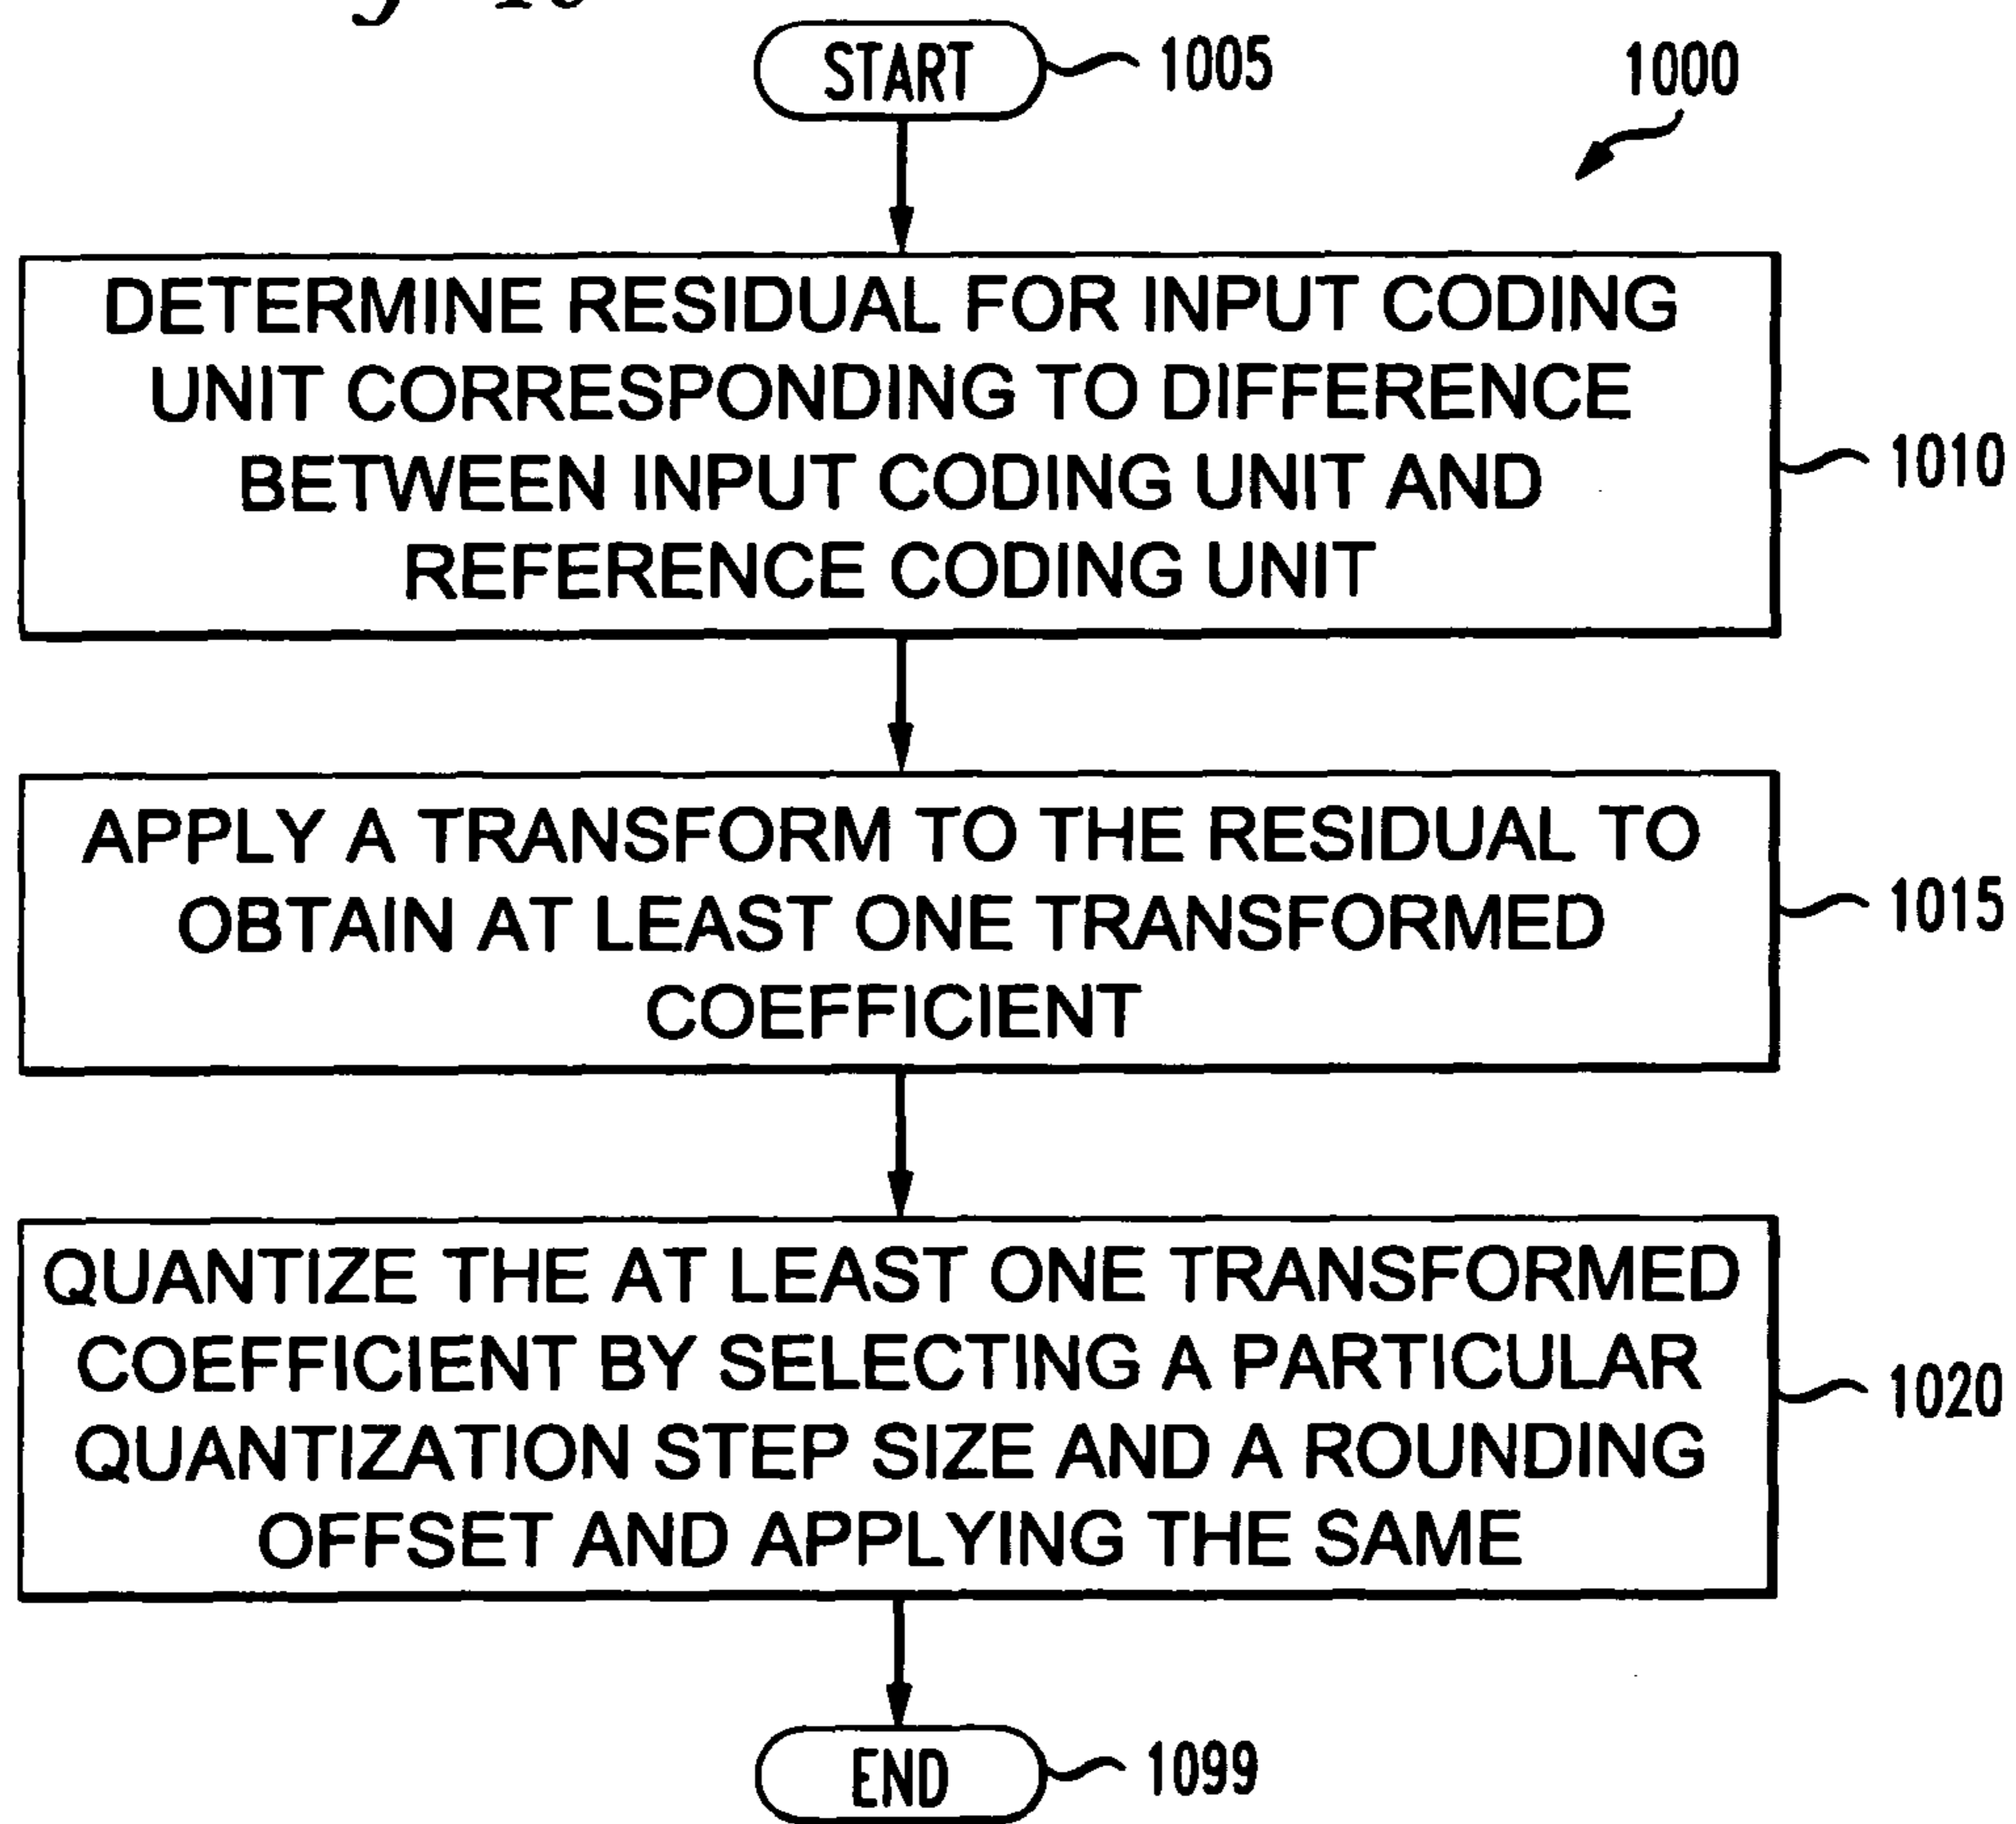 START
1005
1000
DETERMINE RESIDUAL FOR INPUT CODING
UNIT CORRESPONDING TO DIFFERENCE
BETWEEN INPUT CODING UNIT AND
REFERENCE CODING UNIT
1010
APPLY A TRANSFORM TO THE RESIDUAL TO
OBTAIN AT LEAST ONE TRANSFORMED
COEFFICIENT
1015
QUANTIZE THE AT LEAST ONE TRANSFORMED
COEFFICIENT BY SELECTING A PARTICULAR
QUANTIZATION STEP SIZE AND A ROUNDING
OFFSET AND APPLYING THE SAME
1020
END
1099